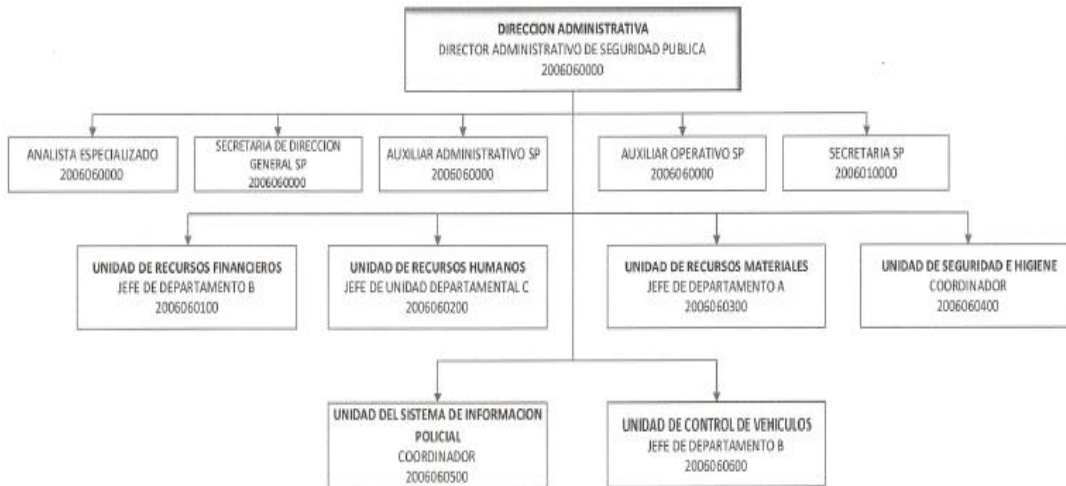 DIRECCION ADMINISTRATIVA
DIRECTOR ADMINISTRATIVO DE SEGURIDAD PUBLICA
2006060000
ANALISTA ESPECIALIZADO
2006060000
SECRETARIA DE DIRECCION
GENERAL SP
2006060000
AUXILIAR ADMINISTRATIVO SP
2006060000
AUXILIAR OPERATIVO SP
2006060000
SECRETARIA SP
2006010000
UNIDAD DE RECURSOS FINANCIEROS
JEFE DE DEPARTAMENTO B
2006060100
UNIDAD DE RECURSOS HUMANOS
JEFE DE UNIDAD DEPARTAMENTAL C
2006060200
UNIDAD DE RECURSOS MATERIALES
JEFE DE DEPARTAMENTO A
2006060300
UNIDAD DE SEGURIDAD E HIGIENE
COORDINADOR
2006060400
UNIDAD DEL SISTEMA DE INFORMACION
POLICIAL
COORDINADOR
2006060500
UNIDAD DE CONTROL DE VEHICULOS
JEFE DE DEPARTAMENTO B
2006060600